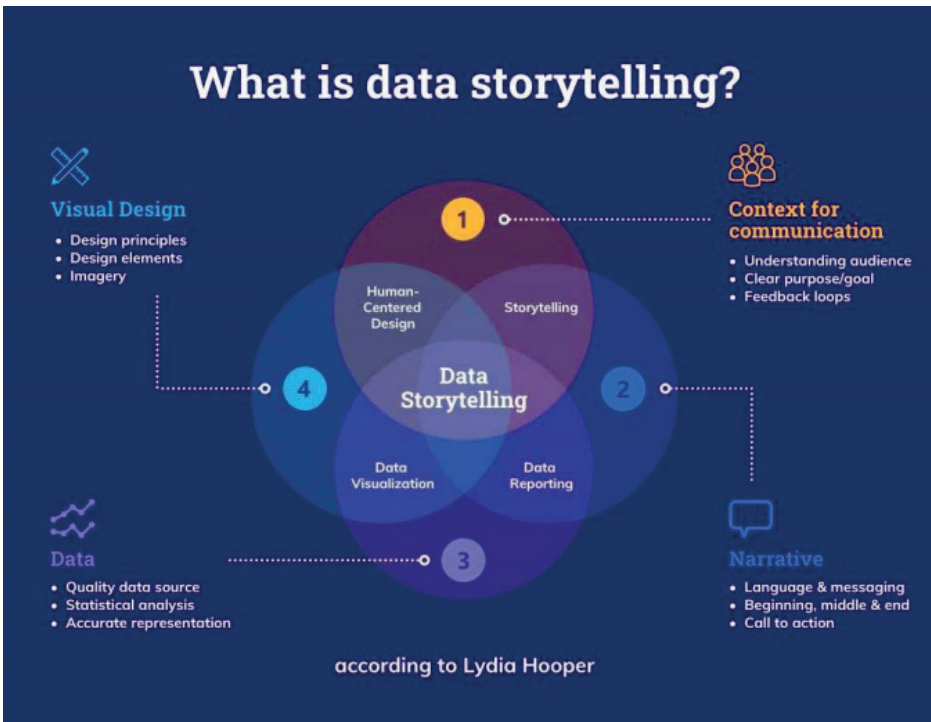 What is data storytelling?
Visual Design
• Design principles
• Design elements
• Imagery
1
Context for
communication
• Understanding audience
• Clear purpose/goal
• Feedback loops
Human-
Centered
Design
Storytelling
4
Data
Storytelling
2
Data
Visualization
Data
Reporting
3
Data
• Quality data source
• Statistical analysis
• Accurate representation
Narrative
• Language & messaging
• Beginning, middle & end
• Call to action
according to Lydia Hooper